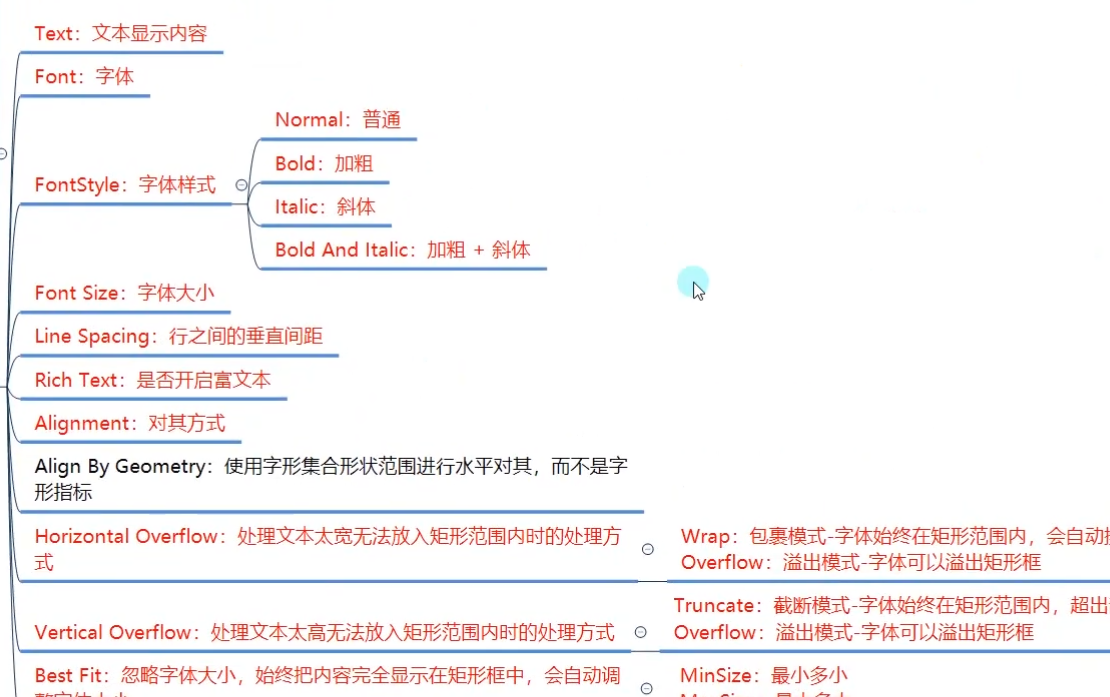 Text：文本显示内容
Font：字体
FontStyle：字体样式
Normal：普通
Bold：加粗
Italic：斜体
Bold And Italic：加粗 + 斜体
Font Size：字体大小
Line Spacing：行之间的垂直间距
Rich Text：是否开启富文本
Alignment：对其方式
Align By Geometry：使用字形集合形状范围进行水平对其，而不是字
形指标
Horizontal Overflow：处理文本太宽无法放入矩形范围内时的处理方
式
Wrap：包裹模式-字体始终在矩形范围内，会自动
Overflow：溢出模式-字体可以溢出矩形框
Vertical Overflow：处理文本太高无法放入矩形范围内时的处理方式
Truncate：截断模式-字体始终在矩形范围内，超出
Overflow：溢出模式-字体可以溢出矩形框
Best Fit：忽略字体大小，始终把内容完全显示在矩形框中，会自动调
MinSize：最小多小